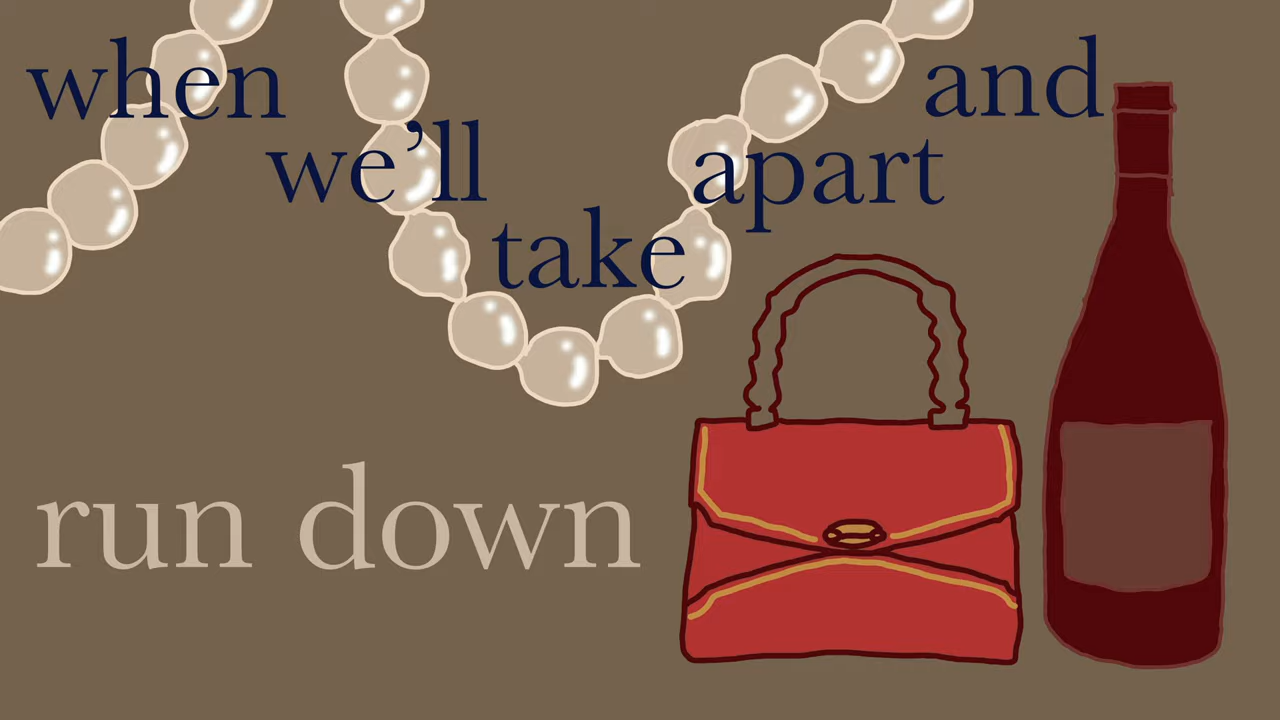 when
we’ll
take
apart
and
run down